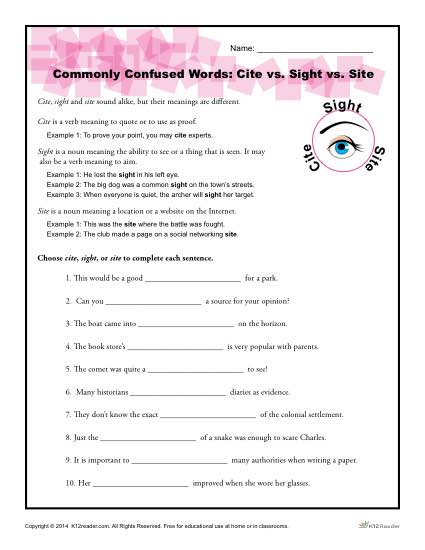 Name: ____________________________
Commonly Confused Words: Cite vs. Sight vs. Site
Cite, sight and site sound alike, but their meanings are different.
Cite is a verb meaning to quote or to use as proof.
Example 1: To prove your point, you may cite experts.
Sight is a noun meaning the ability to see or a thing that is seen. It may
also be a verb meaning to aim.
Example 1: He lost the sight in his left eye.
Example 2: The big dog was a common sight on the town's streets.
Example 3: When everyone is quiet, the archer will sight her target.
Sight
Cite
Site
Site is a noun meaning a location or a website on the Internet.
Example 1: This was the site where the battle was fought.
Example 2: The club made a page on a social networking site.
Choose cite, sight, or site to complete each sentence.
1. This would be a good ______________________ for a park.
2. Can you ______________________ a source for your opinion?
3. The boat came into ______________________ on the horizon.
4. The book store's ______________________ is very popular with parents.
5. The comet was quite a ______________________ to see!
6. Many historians ______________________ diaries as evidence.
7. They don't know the exact ______________________ of the colonial settlement.
8. Just the ______________________ of a snake was enough to scare Charles.
9. It is important to ______________________ many authorities when writing a paper.
10. Her ______________________ improved when she wore her glasses.
Copyright © 2014 K12reader.com. All Rights Reserved. Free for educational use at home or in classrooms.
K12Reader